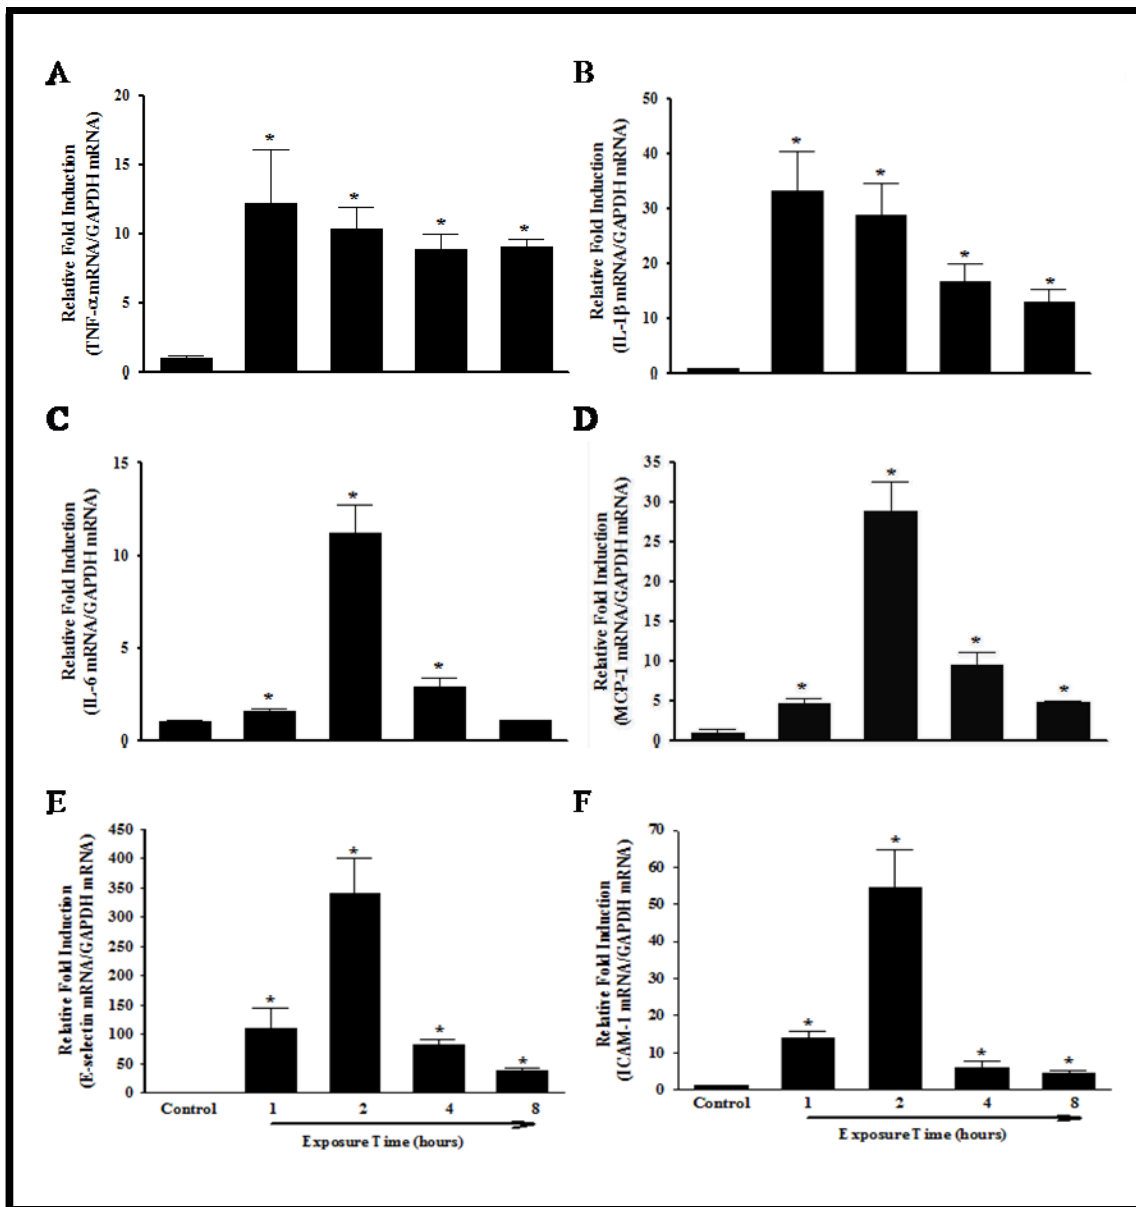 A
Relative Fold Induction
(TNF-α mRNA/GAPDH mRNA)
20
15
10
5
0
*
*
*
*
B
Relative Fold Induction
(IL-1β mRNA/GAPDH mRNA)
50
40
30
20
10
0
*
*
*
*
C
Relative Fold Induction
(IL-6 mRNA/GAPDH mRNA)
15
10
5
0
*
*
*
D
Relative Fold Induction
(MCP-1 mRNA/GAPDH mRNA)
35
30
25
20
15
10
5
0
*
*
*
*
E
Relative Fold Induction
(E-selectin mRNA/GAPDH mRNA)
450
400
350
300
250
200
150
100
50
0
*
*
*
*
Control 1 2 4 8
Exposure Time (hours)
F
Relative Fold Induction
(ICAM-1 mRNA/GAPDH mRNA)
70
60
50
40
30
20
10
0
*
*
*
*
Control 1 2 4 8
Exposure Time (hours)